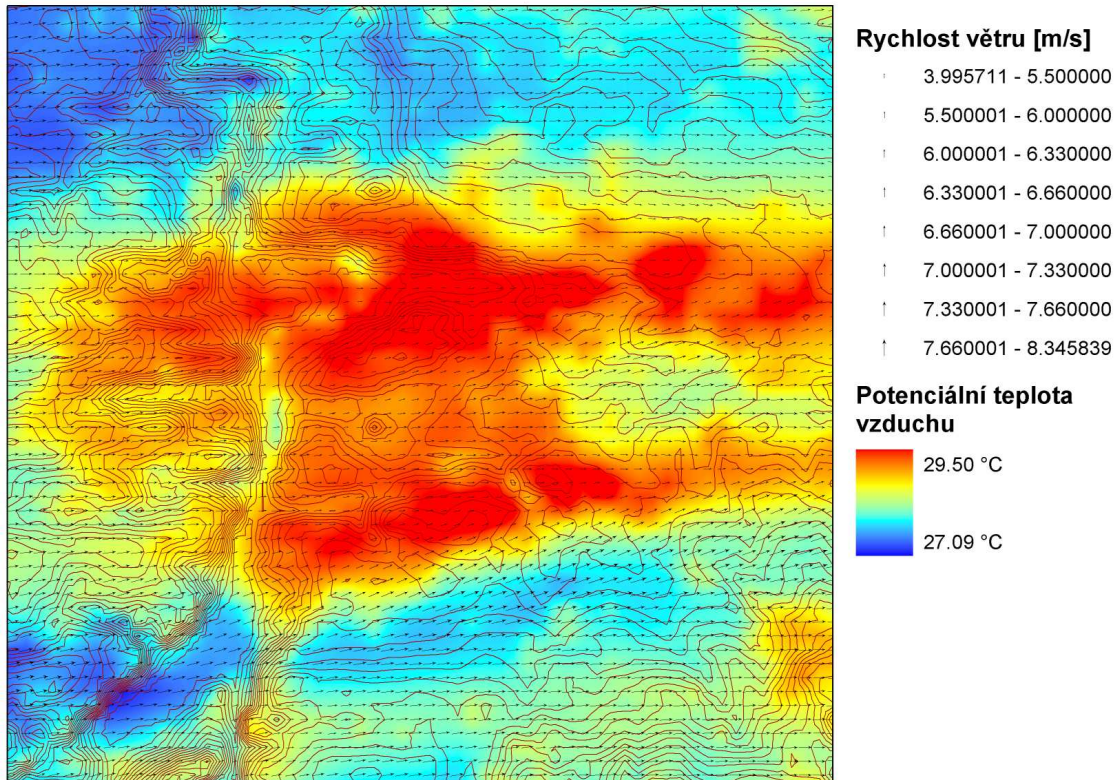 Rychlost větru [m/s]
3.995711 - 5.500000
5.500001 - 6.000000
6.000001 - 6.330000
6.330001 - 6.660000
6.660001 - 7.000000
7.000001 - 7.330000
7.330001 - 7.660000
7.660001 - 8.345839
Potenciální teplota
vzduchu
29.50 °C
27.09 °C